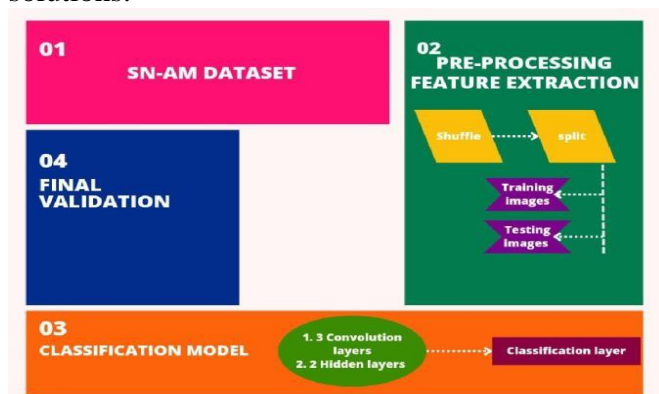 solutions.
01
SN-AM DATASET
02
PRE-PROCESSING
FEATURE EXTRACTION
Shuffle
split
Training
images
Testing
Images
04
FINAL
VALIDATION
03
CLASSIFICATION MODEL
1. 3 Convolution
layers
2. 2 Hidden layers
Classification layer